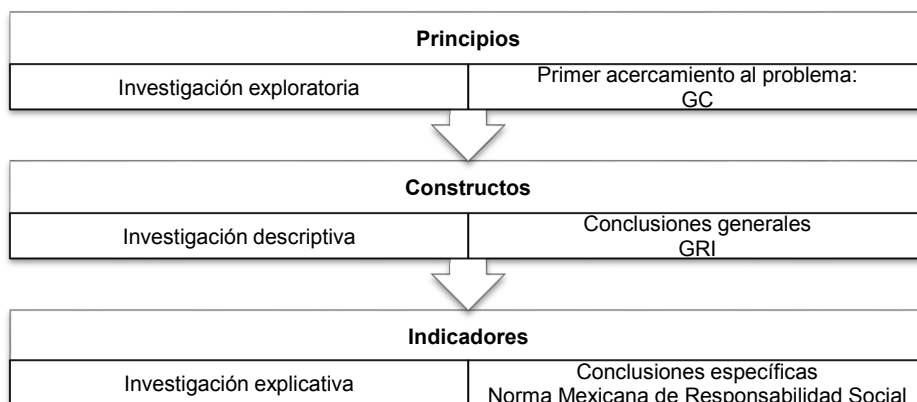 Principios
Investigación exploratoria
Primer acercamiento al problema:
GC
Constructos
Investigación descriptiva
Conclusiones generales
GRI
Indicadores
Investigación explicativa
Conclusiones específicas
Norma Mexicana de Responsabilidad Social